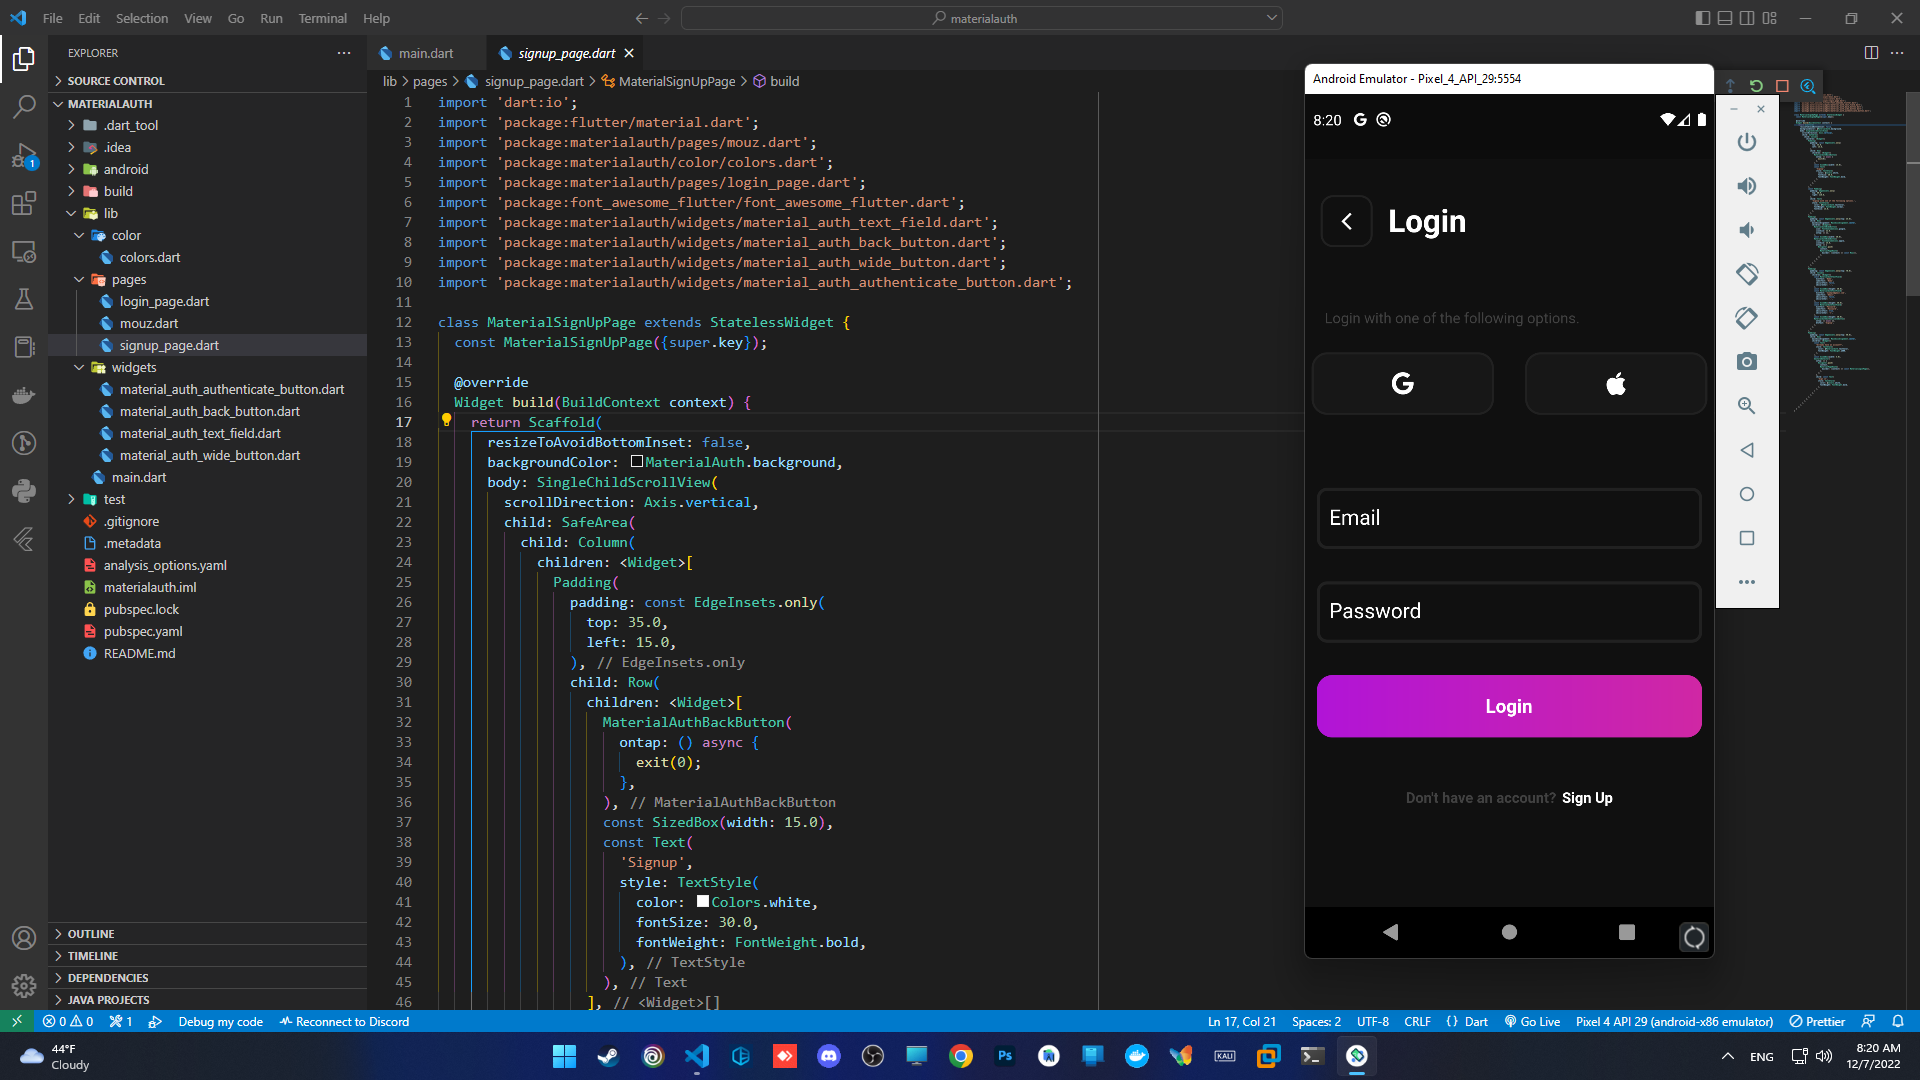 File Edit Selection View Go Run Terminal Help
materialauth
EXPLORER
SOURCE CONTROL
MATERIALAUTH
.dart_tool
.idea
android
build
lib
color
colors.dart
pages
login_page.dart
mouz.dart
signup_page.dart
widgets
material_auth_authenticate_button.dart
material_auth_back_button.dart
material_auth_text_field.dart
material_auth_wide_button.dart
main.dart
test
.gitignore
.metadata
analysis_options.yaml
materialauth.iml
pubspec.lock
pubspec.yaml
README.md
OUTLINE
TIMELINE
DEPENDENCIES
JAVA PROJECTS
1
main.dart
signup_page.dart
lib > pages > signup_page.dart > MaterialSignUpPage > build
1 import 'dart:io';
2 import 'package:flutter/material.dart';
3 import 'package:materialauth/pages/mouz.dart';
4 import 'package:materialauth/color/colors.dart';
5 import 'package:materialauth/pages/login_page.dart';
6 import 'package:font_awesome_flutter/font_awesome_flutter.dart';
7 import 'package:materialauth/widgets/material_auth_text_field.dart';
8 import 'package:materialauth/widgets/material_auth_back_button.dart';
9 import 'package:materialauth/widgets/material_auth_wide_button.dart';
10 import 'package:materialauth/widgets/material_auth_authenticate_button.dart';
11
12 class MaterialSignUpPage extends StatelessWidget {
13 const MaterialSignUpPage({super.key});
14
15 @override
16 Widget build(BuildContext context) {
17 return Scaffold(
18 resizeToAvoidBottomInset: false,
19 backgroundColor: MaterialAuth.background,
20 body: SingleChildScrollView(
21 scrollDirection: Axis.vertical,
22 child: SafeArea(
23 child: Column(
24 children: <Widget>[
25 Padding(
26 padding: const EdgeInsets.only(
27 top: 35.0,
28 left: 15.0,
29 ), // EdgeInsets.only
30 child: Row(
31 children: <Widget>[
32 MaterialAuthBackButton(
33 ontap: () async {
34 exit(0);
35 },
36 ), // MaterialAuthBackButton
37 const SizedBox(width: 15.0),
38 const Text(
39 'Signup',
40 style: TextStyle(
41 color: Colors.white,
42 fontSize: 30.0,
43 fontWeight: FontWeight.bold,
44 ), // TextStyle
45 ), // Text
46 ], // <Widget>[]
Android Emulator - Pixel_4_API_29:5554
8:20
Login
Login with one of the following options.
Email
Password
Login
Don't have an account? Sign Up
0 0 1 Debug my code Reconnect to Discord
Ln 17, Col 21 Spaces: 2 UTF-8 CRLF {} Dart Go Live Pixel 4 API 29 (android-x86 emulator) Prettier
44°F
Cloudy
Ps
KALI
ENG
8:20 AM
12/7/2022